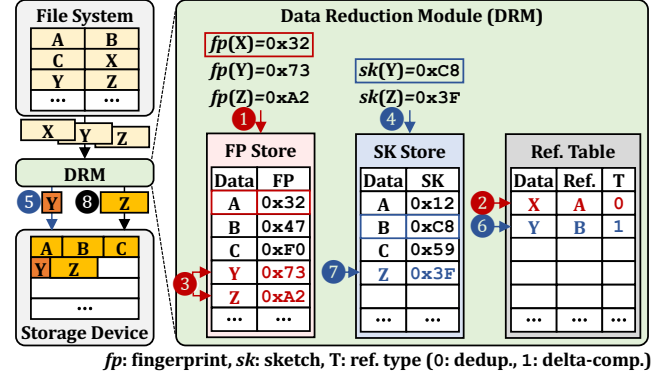 File System
A B
C X
Y Z
... ...
X Y Z
DRM
5 Y 8 Z
A B C
Y Z
...
Storage Device
Data Reduction Module (DRM)
fp(X)=0x32
fp(Y)=0x73
fp(Z)=0xA2
sk(Y)=0xC8
sk(Z)=0x3F
1
4
FP Store
Data FP
A 0x32
B 0x47
C 0xF0
3 Y 0x73
Z 0xA2
... ...
SK Store
Data SK
A 0x12
B 0xC8
C 0x59
7 Z 0x3F
... ...
Ref. Table
Data Ref. T
2 X A 0
6 Y B 1
... ...
fp: fingerprint, sk: sketch, T: ref. type (0: dedup., 1: delta-comp.)